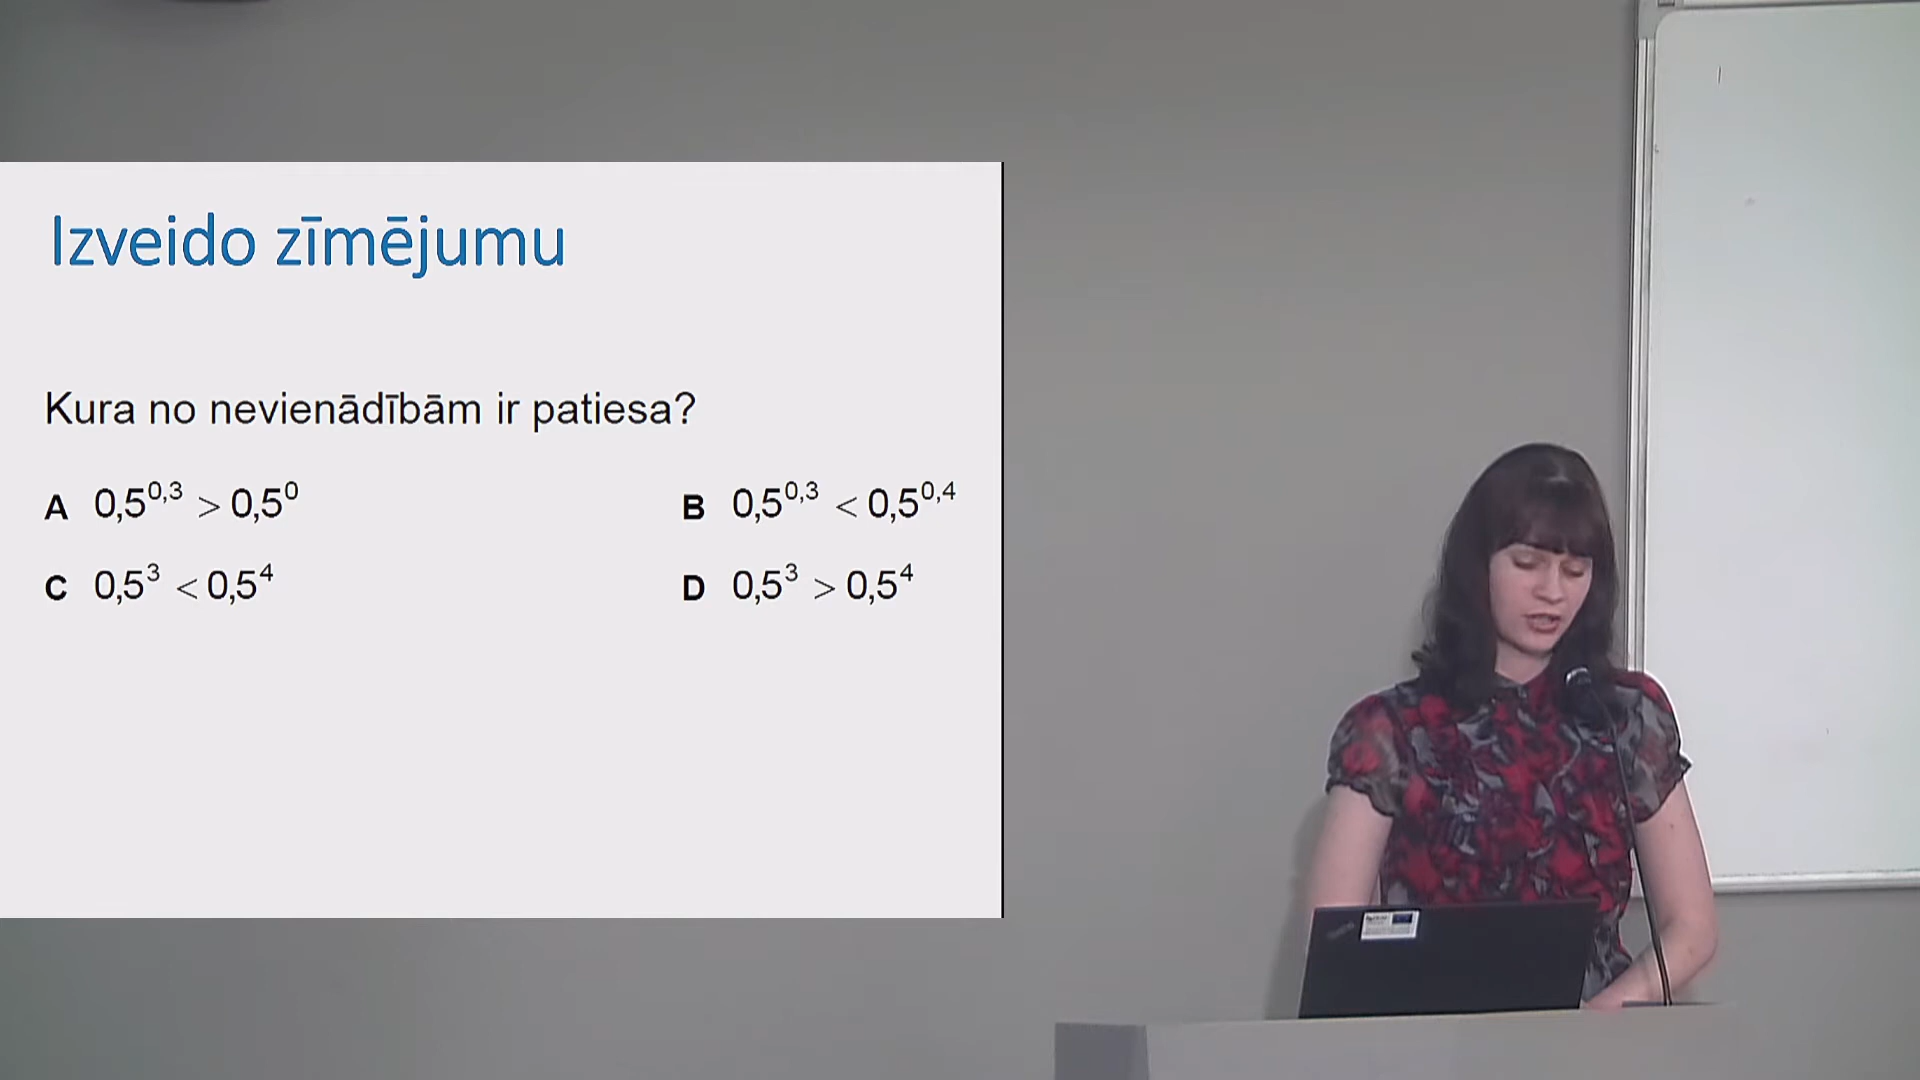 Izveido zīmējumu
Kura no nevienādībām ir patiesa?
A 0,5^0,3 > 0,5^0 B 0,5^0,3 < 0,5^0,4
C 0,5^3 < 0,5^4 D 0,5^3 > 0,5^4